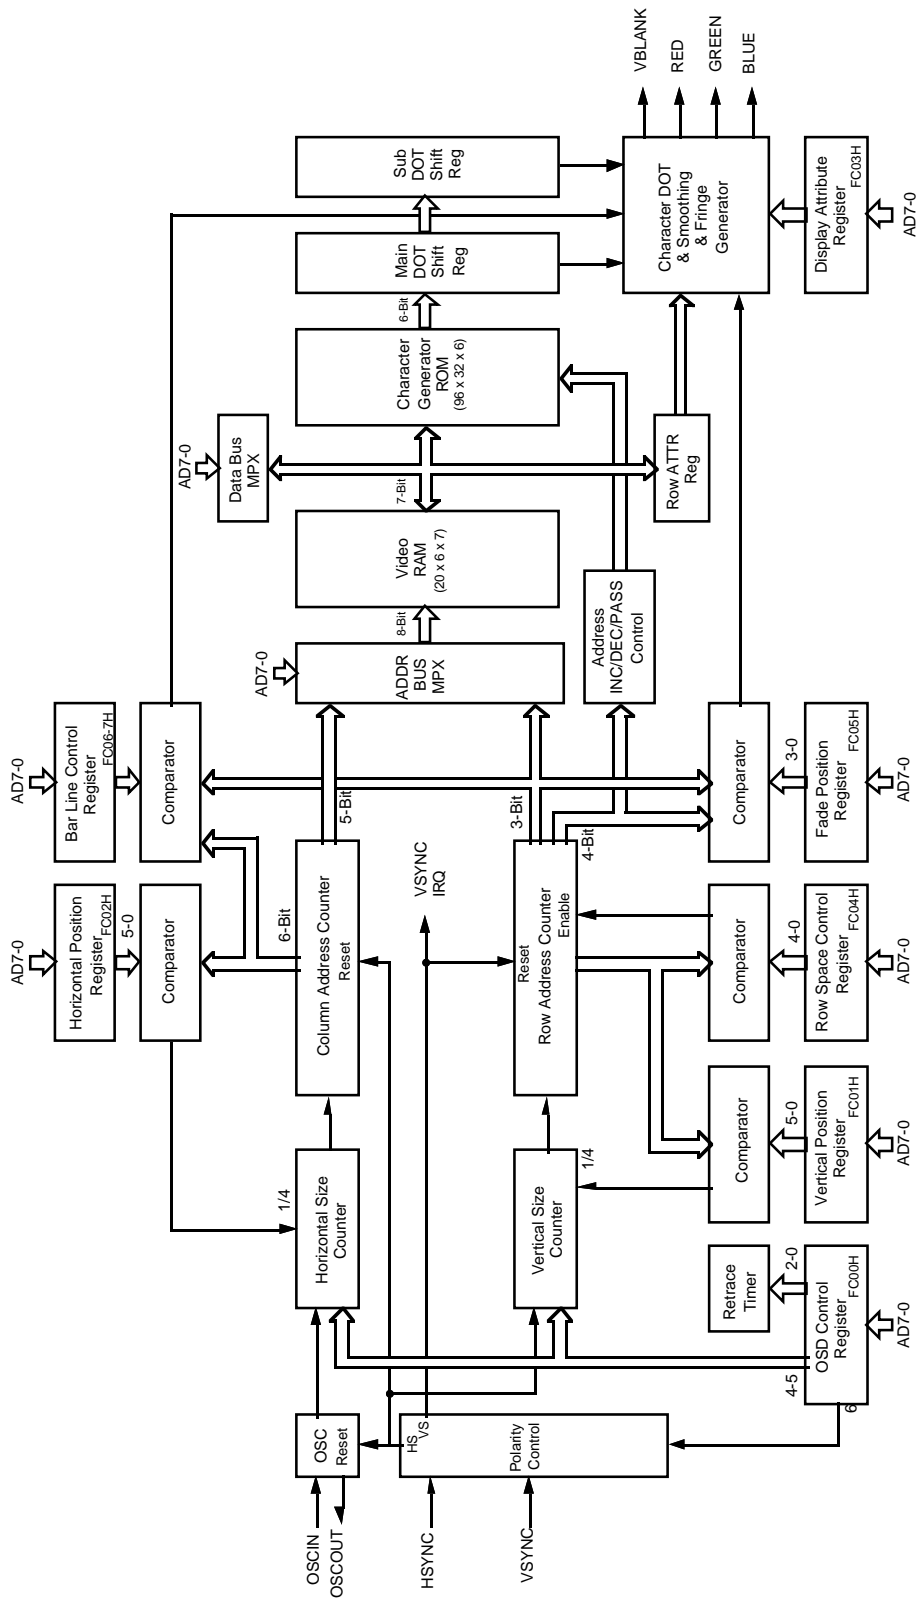 OSCIN
OSCOUT
HSYNC
VSYNC
OSC
Reset
HS
VS
Polarity
Control
AD7-0
Horizontal Position
Register
FC02H
5-0
Comparator
AD7-0
Bar Line Control
Register
FC06-7H
Comparator
1/4
Horizontal Size
Counter
6-Bit
Column Address Counter
Reset
5-Bit
VSYNC
IRQ
1/4
Vertical Size
Counter
Reset
Row Address Counter
Enable
3-Bit
4-Bit
AD7-0
ADDR
BUS
MPX
8-Bit
Video
RAM
(20 x 6 x 7)
7-Bit
AD7-0
Data Bus
MPX
Character
Generator
ROM
(96 x 32 x 6)
6-Bit
Main
DOT
Shift
Reg
Sub
DOT
Shift
Reg
Address
INC/DEC/PASS
Control
Row ATTR
Reg
Character DOT
& Smoothing
& Fringe
Generator
VBLANK
RED
GREEN
BLUE
Display Attribute
Register
FC03H
AD7-0
Retrace
Timer
2-0
4-5
OSD Control
Register
FC00H
6
AD7-0
Comparator
5-0
Vertical Position
Register
FC01H
AD7-0
Comparator
4-0
Row Space Control
Register
FC04H
AD7-0
Comparator
3-0
Fade Position
Register
FC05H
AD7-0